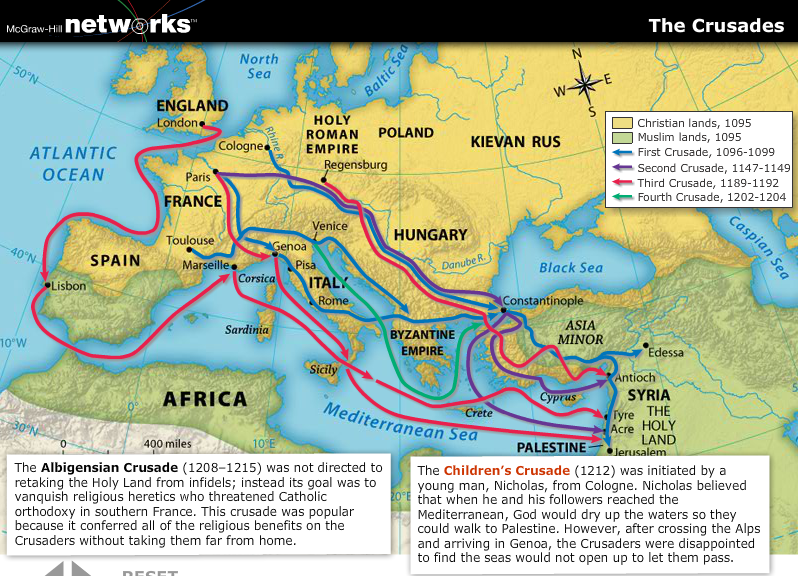 McGraw-Hill networks™
The Crusades
50°N
North
Sea
Baltic Sea
N
W
E
S
ENGLAND
London
HOLY
ROMAN
EMPIRE
POLAND
KIEVAN RUS
Cologne
Rhine R.
Regensburg
Christian lands, 1095
Muslim lands, 1095
First Crusade, 1096-1099
Second Crusade, 1147-1149
Third Crusade, 1189-1192
Fourth Crusade, 1202-1204
ATLANTIC
OCEAN
Paris
FRANCE
Venice
HUNGARY
Caspian Sea
40°N
Toulouse
Genoa
SPAIN
Marseille
Pisa
Danube R.
Black Sea
Corsica
ITALY
Lisbon
Rome
Constantinople
Sardinia
BYZANTINE
EMPIRE
ASIA
MINOR
10°W
Edessa
Sicily
Antioch
AFRICA
Cyprus
SYRIA
Crete
Tyre
THE
HOLY
LAND
Acre
Mediterranean Sea
30°N
0°
10°E
0
400 miles
PALESTINE
Jerusalem
20°E
The Albigensian Crusade (1208–1215) was not directed to
retaking the Holy Land from infidels; instead its goal was to
vanquish religious heretics who threatened Catholic
orthodoxy in southern France. This crusade was popular
because it conferred all of the religious benefits on the
Crusaders without taking them far from home.
The Children's Crusade (1212) was initiated by a
young man, Nicholas, from Cologne. Nicholas believed
that when he and his followers reached the
Mediterranean, God would dry up the waters so they
could walk to Palestine. However, after crossing the Alps
and arriving in Genoa, the Crusaders were disappointed
to find the seas would not open up to let them pass.
RESET